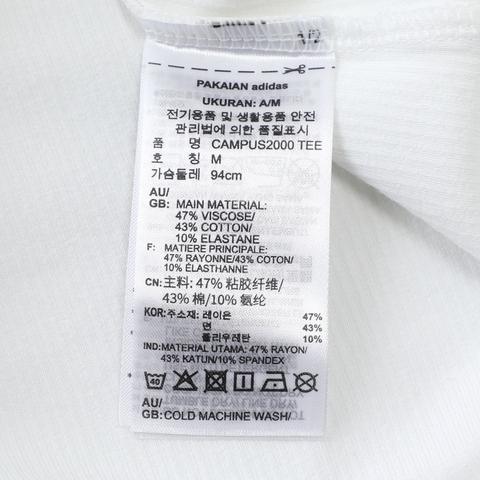 PAKAIAN adidas
UKURAN: A/M
전기용품 및 생활용품 안전
관리법에 의한 품질표시
품 명 CAMPUS2000 TEE
호 칭 M
가슴둘레 94cm
AU/
GB: MAIN MATERIAL:
47% VISCOSE/
43% COTTON/
10% ELASTANE
F: MATIERE PRINCIPALE:
47% RAYONNE/43% COTON/
10% ÉLASTHANNE
CN: 主料: 47% 粘胶纤维/
43% 棉/10% 氨纶
KOR: 주소재: 레이온 47%
면 43%
폴리우레탄 10%
IND: MATERIAL UTAMA: 47% RAYON/
43% KATUN/10% SPANDEX
40
AU/
GB: COLD MACHINE WASH/